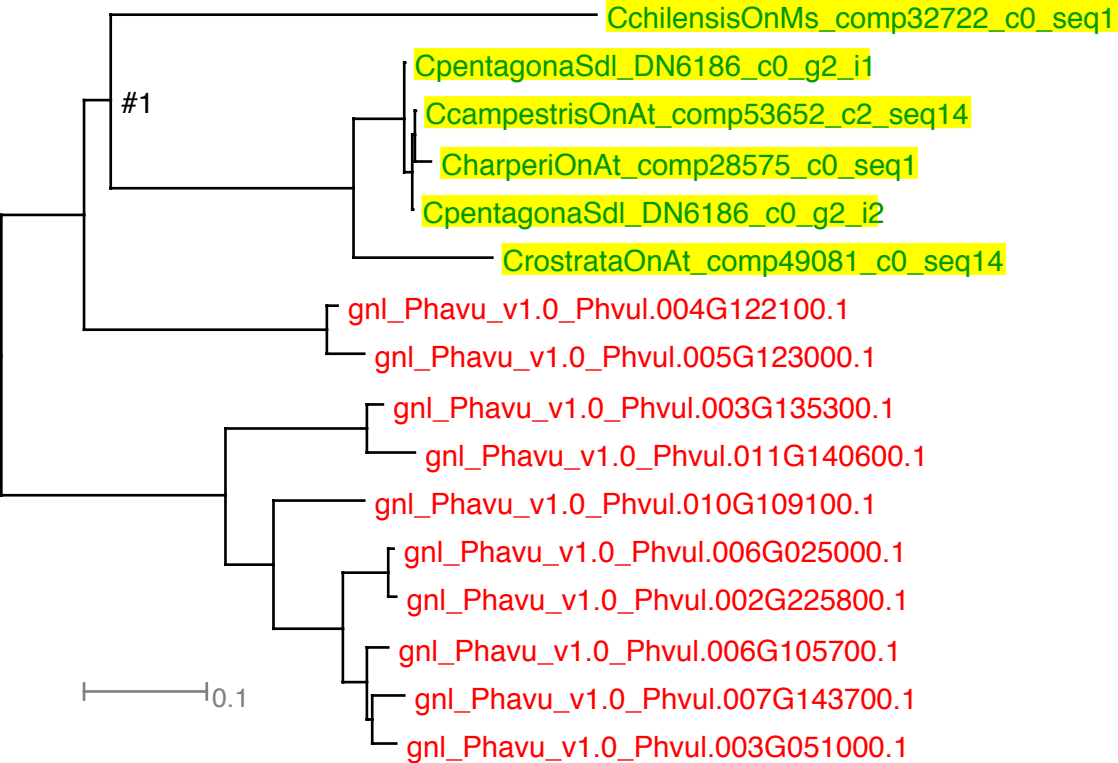 CchilensisOnMs_comp32722_c0_seq1
CpentagonaSdl_DN6186_c0_g2_i1
#1
CcampestrisOnAt_comp53652_c2_seq14
CharperiOnAt_comp28575_c0_seq1
CpentagonaSdl_DN6186_c0_g2_i2
CrostrataOnAt_comp49081_c0_seq14
gnl_Phavu_v1.0_Phvul.004G122100.1
gnl_Phavu_v1.0_Phvul.005G123000.1
gnl_Phavu_v1.0_Phvul.003G135300.1
gnl_Phavu_v1.0_Phvul.011G140600.1
gnl_Phavu_v1.0_Phvul.010G109100.1
gnl_Phavu_v1.0_Phvul.006G025000.1
gnl_Phavu_v1.0_Phvul.002G225800.1
gnl_Phavu_v1.0_Phvul.006G105700.1
gnl_Phavu_v1.0_Phvul.007G143700.1
0.1
gnl_Phavu_v1.0_Phvul.003G051000.1